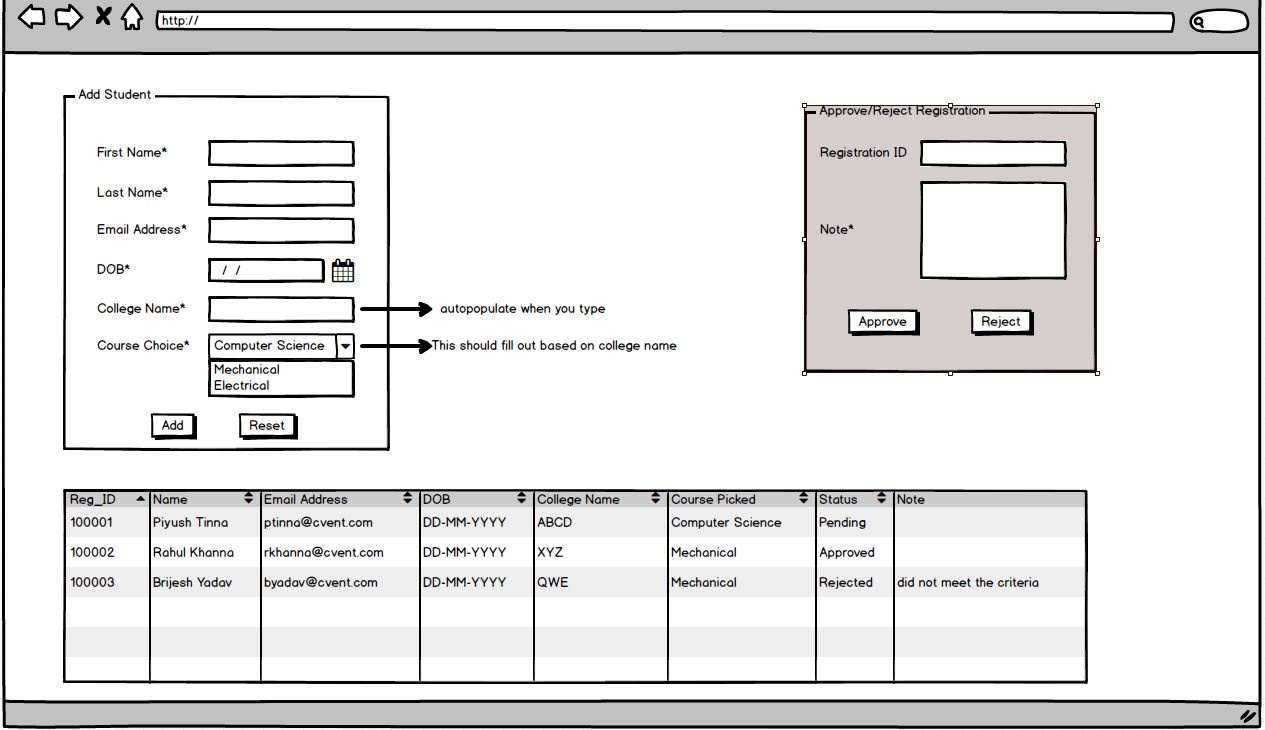 http://
Add Student
First Name*
Last Name*
Email Address*
DOB*
/ /
College Name*
autopopulate when you type
Course Choice*
Computer Science
This should fill out based on college name
Mechanical
Electrical
Add
Reset
Approve/Reject Registration
Registration ID
Note*
Approve
Reject
Reg_ID Name Email Address DOB College Name Course Picked Status Note
100001 Piyush Tinna ptinna@cvent.com DD-MM-YYYY ABCD Computer Science Pending
100002 Rahul Khanna rkhanna@cvent.com DD-MM-YYYY XYZ Mechanical Approved
100003 Brijesh Yadav byadav@cvent.com DD-MM-YYYY QWE Mechanical Rejected did not meet the criteria